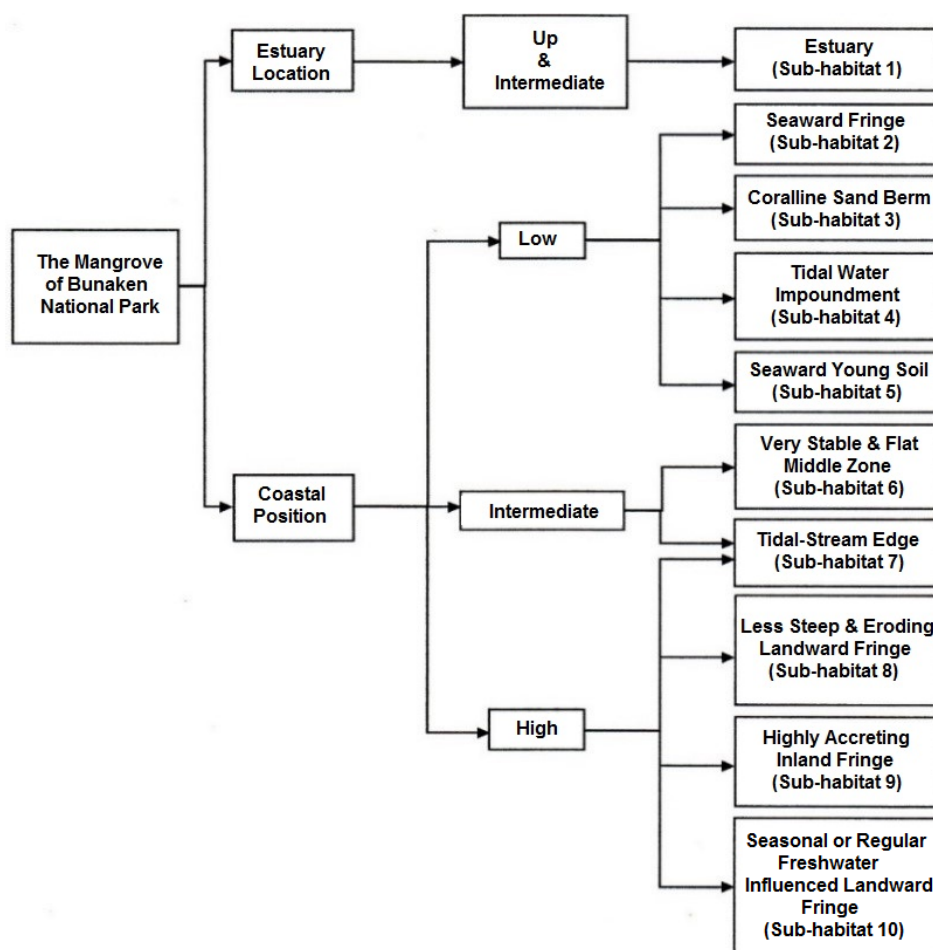 Estuary
Location
Up
&
Intermediate
Estuary
(Sub-habitat 1)
Seaward Fringe
(Sub-habitat 2)
Coralline Sand Berm
(Sub-habitat 3)
Low
The Mangrove
of Bunaken
National Park
Tidal Water
Impoundment
(Sub-habitat 4)
Seaward Young Soil
(Sub-habitat 5)
Very Stable & Flat
Middle Zone
(Sub-habitat 6)
Coastal
Position
Intermediate
Tidal-Stream Edge
(Sub-habitat 7)
Less Steep & Eroding
Landward Fringe
(Sub-habitat 8)
High
Highly Accreting
Inland Fringe
(Sub-habitat 9)
Seasonal or Regular
Freshwater
Influenced Landward
Fringe
(Sub-habitat 10)